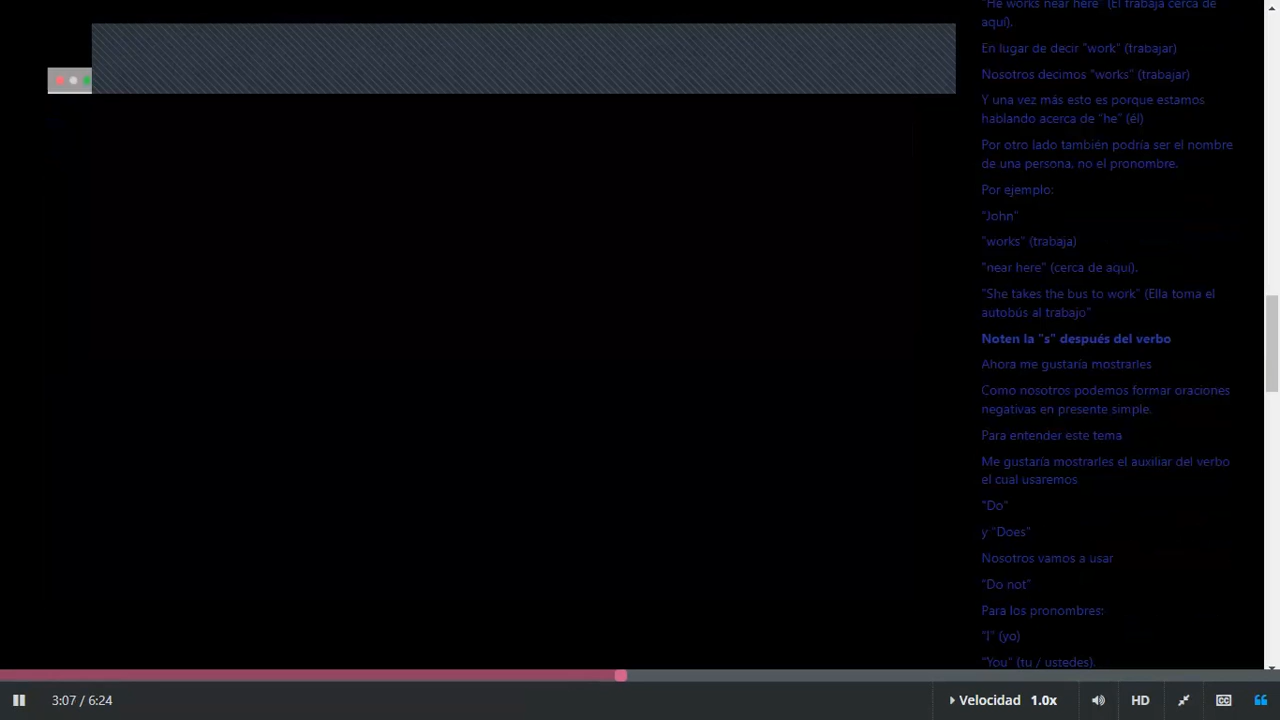 "He works near here" (Él trabaja cerca de
aquí).
En lugar de decir "work" (trabajar)
Nosotros decimos "works" (trabajar)
Y una vez más esto es porque estamos
hablando acerca de "he" (él)
Por otro lado también podría ser el nombre
de una persona, no el pronombre.
Por ejemplo:
"John"
"works" (trabaja)
"near here" (cerca de aquí).
"She takes the bus to work" (Ella toma el
autobús al trabajo"
Noten la "s" después del verbo
Ahora me gustaría mostrarles
Como nosotros podemos formar oraciones
negativas en presente simple.
Para entender este tema
Me gustaría mostrarles el auxiliar del verbo
el cual usaremos
"Do"
y "Does"
Nosotros vamos a usar
"Do not"
Para los pronombres:
"I" (yo)
"You" (tu / ustedes).
3:07 / 6:24
Velocidad 1.0x
HD
CC